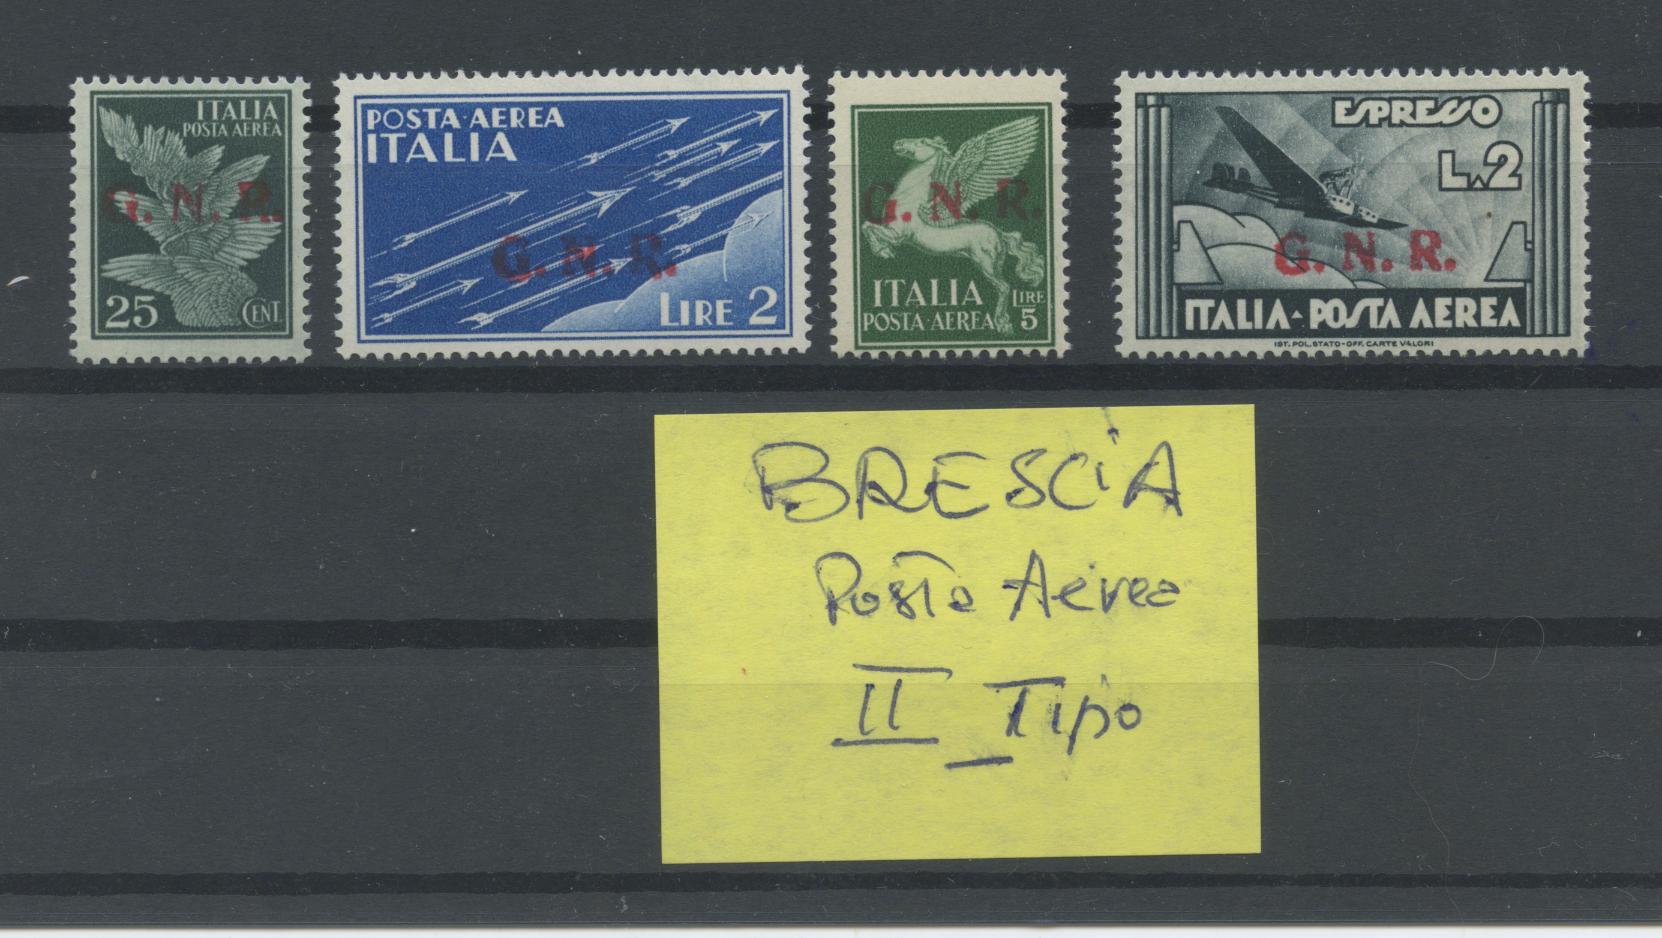 ITALIA
POSTA AEREA
G. N. R.
25 CENT.
POSTA·AEREA
ITALIA
G. N. R.
LIRE 2
G. N. R.
ITALIA
POSTA·AEREA
LIRE
5
ESPRESSO
L.2
G. N. R.
ITALIA-POSTA AEREA
IST. POL. STATO-OFF. CARTE VALORI
BRESCIA
Posta Aerea
II Tipo